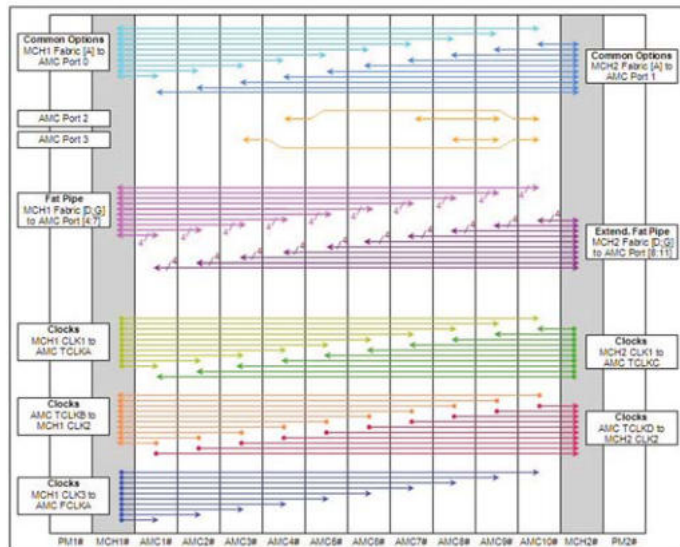 Common Options
MCH1 Fabric [A] to
AMC Port 0
Common Options
MCH2 Fabric [A] to
AMC Port 1
AMC Port 2
AMC Port 3
Fat Pipe
MCH1 Fabric [D;G]
to AMC Port [4:7]
Extend. Fat Pipe
MCH2 Fabric [D;G]
to AMC Port [8:11]
Clocks
MCH1 CLK1 to
AMC TCLKA
Clocks
MCH2 CLK1 to
AMC TCLKC
Clocks
AMC TCLKB to
MCH1 CLK2
Clocks
AMC TCLKD to
MCH2 CLK2
Clocks
MCH1 CLK3 to
AMC FCLKA
PM1# MCH1# AMC1# AMC2# AMC3# AMC4# AMC5# AMC6# AMC7# AMC8# AMC9# AMC10# MCH2# PM2#